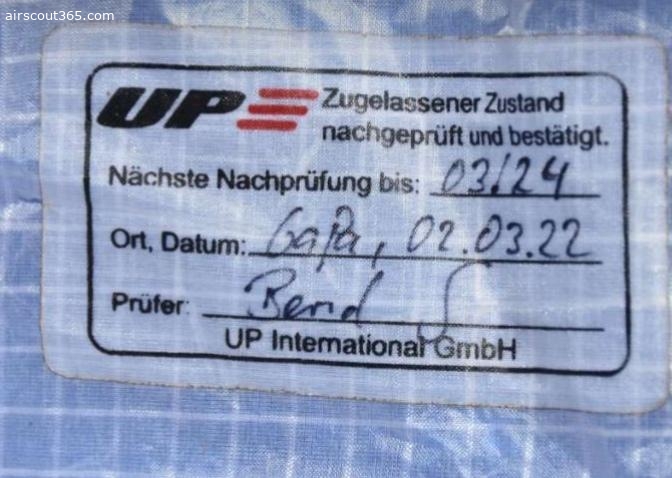 airscout365.com
UP Zugelassener Zustand
nachgeprüft und bestätigt.
Nächste Nachprüfung bis: 03/24
Ort, Datum: GaPa, 02.03.22
Prüfer: Bernd
UP International GmbH